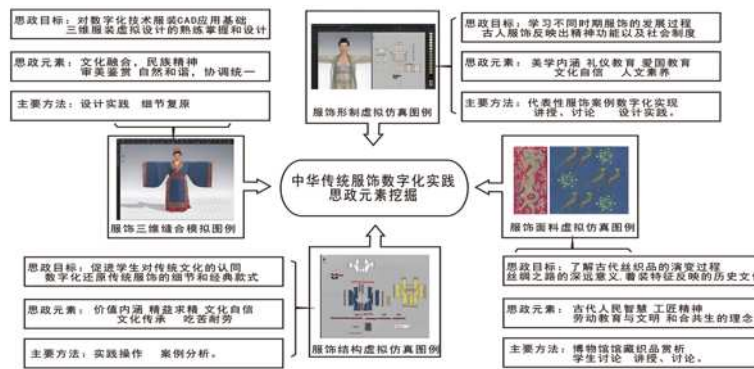 思政目标：对数字化技术服装CAD应用基础
三维服装虚拟设计的熟练掌握和设计
思政元素：文化融合，民族精神
审美鉴赏 自然和谐，协调统一
主要方法：设计实践 细节复原
服饰三维缝合模拟图例
服饰形制虚拟仿真图例
思政目标：学习不同时期服饰的发展过程
古人服饰反映出精神功能以及社会制度
思政元素：美学内涵 礼仪教育 爱国教育
文化自信 人文素养
主要方法：代表性服饰案例数字化实现
讲授、讨论 设计实践。
中华传统服饰数字化实践
思政元素挖掘
服饰面料虚拟仿真图例
思政目标：促进学生对传统文化的认同
数字化还原传统服饰的细节和经典款式
思政元素：价值内涵 精益求精 文化自信
文化传承 吃苦耐劳
主要方法：实践操作 案例分析。
服饰结构虚拟仿真图例
思政目标：了解古代丝织品的演变过程
丝绸之路的深远意义，着装特征反映的历史文化
思政元素：古代人民智慧 工匠精神
劳动教育与文明 和合共生的理念
主要方法：博物馆馆藏织品赏析
学生讨论 讲授、讨论。